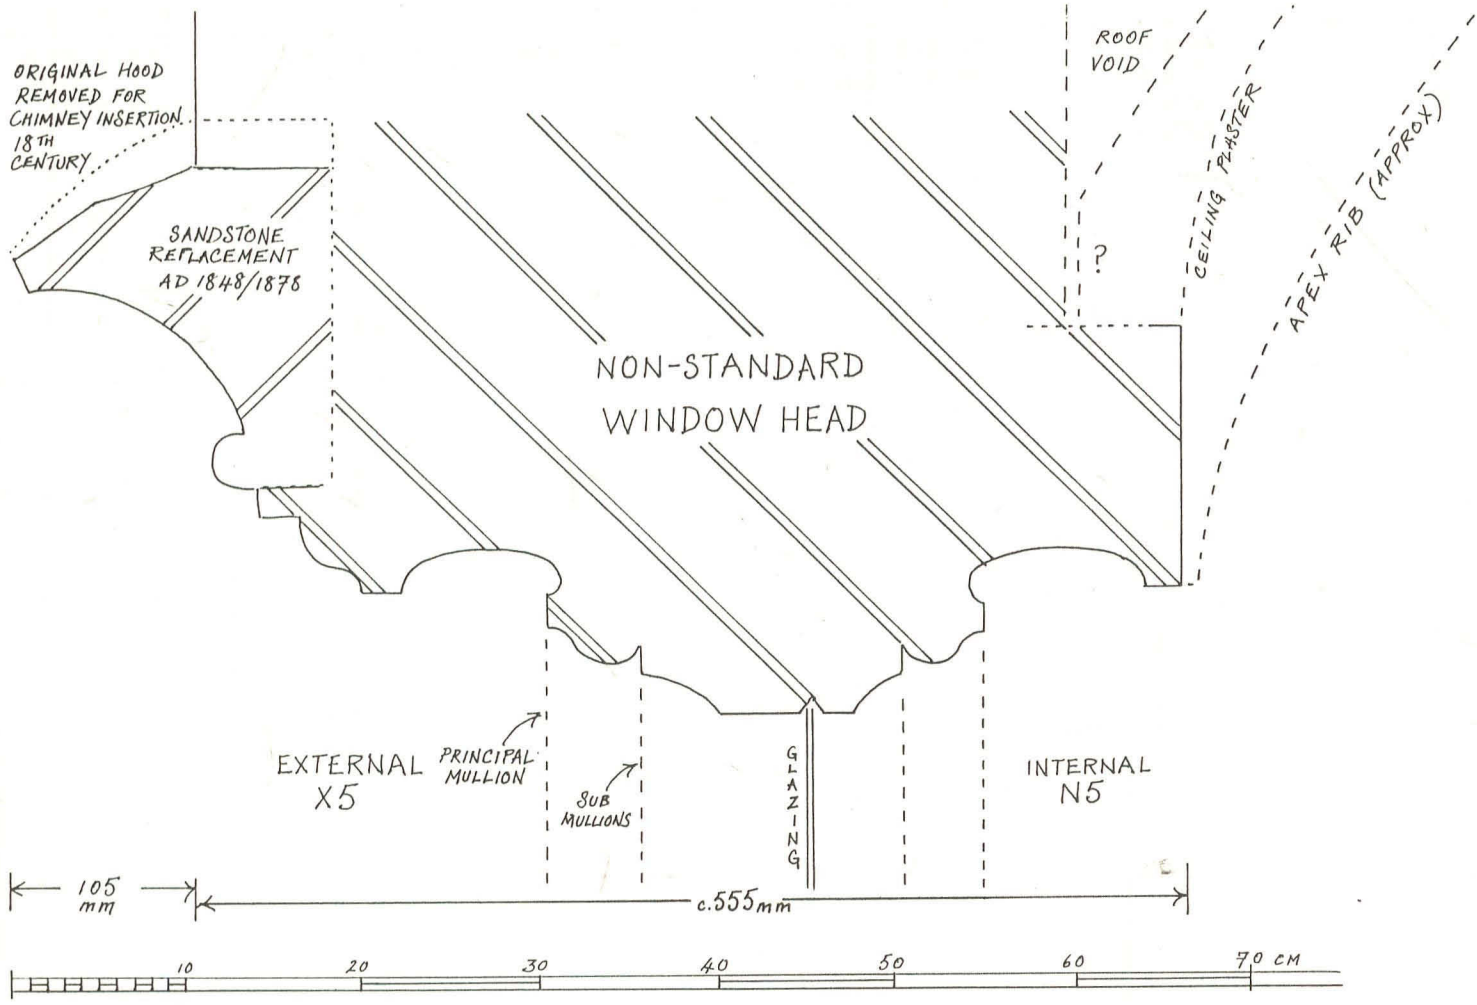 ORIGINAL HOOD
REMOVED FOR
CHIMNEY INSERTION
18TH
CENTURY
SANDSTONE
REPLACEMENT
AD 1848/1878
ROOF
VOID
?
CEILING PLASTER
APEX RIB (APPROX)
NON-STANDARD
WINDOW HEAD
EXTERNAL
X5
PRINCIPAL
MULLION
SUB
MULLIONS
GLAZING
INTERNAL
N5
105
mm
c.555mm
10 20 30 40 50 60 70 CM